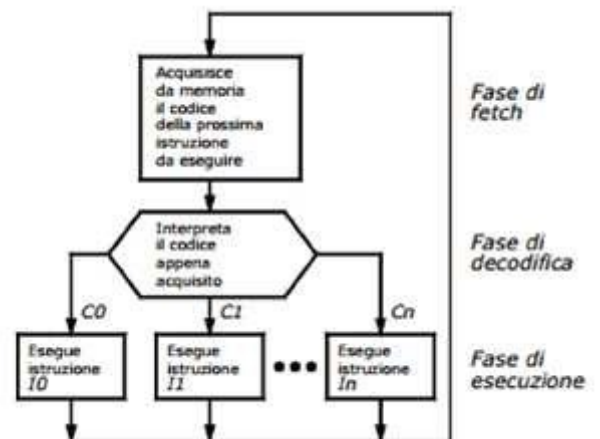 Acquisisce
da memoria
il codice
della prossima
istruzione
da eseguire
Fase di
fetch
Interpreta
il codice
appena
acquisito
Fase di
decodifica
C0
C1
Cn
Esegue
istruzione
I0
Esegue
istruzione
I1
Esegue
istruzione
In
Fase di
esecuzione